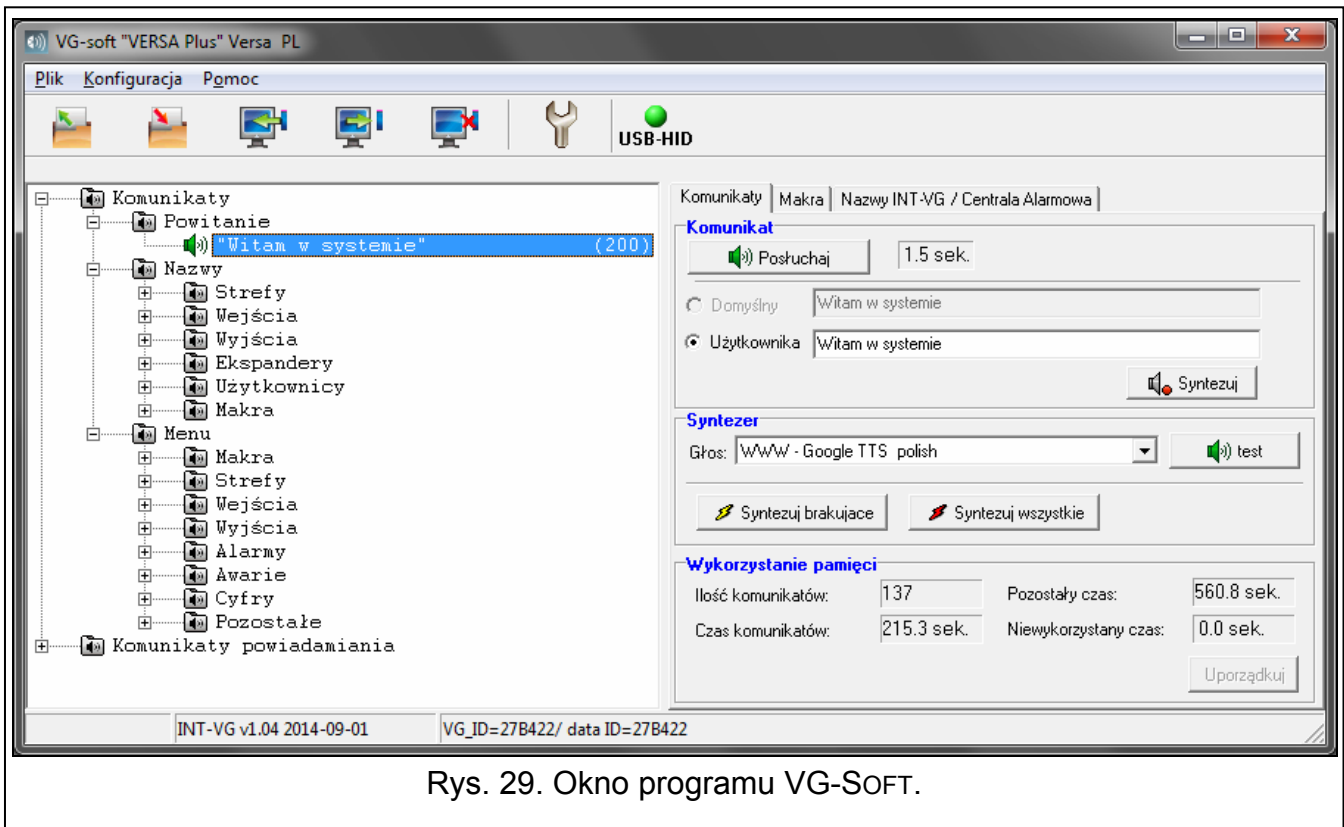 VG-soft "VERSA Plus" Versa PL
Plik Konfiguracja Pomoc
USB-HID
Komunikaty
Powitanie
"Witam w systemie" (200)
Nazwy
Strefy
Wejścia
Wyjścia
Ekspandery
Użytkownicy
Makra
Menu
Makra
Strefy
Wejścia
Wyjścia
Alarmy
Awarie
Cyfry
Pozostałe
Komunikaty powiadamiania
Komunikaty Makra Nazwy INT-VG / Centrala Alarmowa
Komunikat
Posłuchaj 1.5 sek.
Domyślny Witam w systemie
Użytkownika Witam w systemie
Syntezuj
Syntezer
Głos: WWW - Google TTS polish test
Syntezuj brakujace Syntezuj wszystkie
Wykorzystanie pamięci
Ilość komunikatów: 137 Pozostały czas: 560.8 sek.
Czas komunikatów: 215.3 sek. Niewykorzystany czas: 0.0 sek.
Uporządkuj
INT-VG v1.04 2014-09-01 VG_ID=27B422/ data ID=27B422
Rys. 29. Okno programu VG-SOFT.